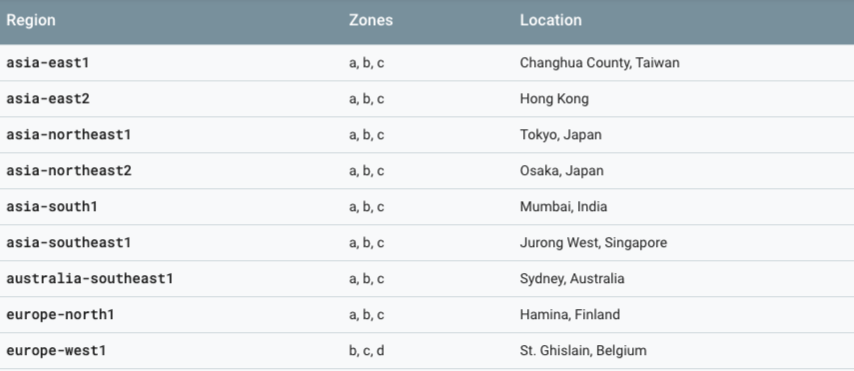 Region Zones Location
asia-east1 a, b, c Changhua County, Taiwan
asia-east2 a, b, c Hong Kong
asia-northeast1 a, b, c Tokyo, Japan
asia-northeast2 a, b, c Osaka, Japan
asia-south1 a, b, c Mumbai, India
asia-southeast1 a, b, c Jurong West, Singapore
australia-southeast1 a, b, c Sydney, Australia
europe-north1 a, b, c Hamina, Finland
europe-west1 b, c, d St. Ghislain, Belgium